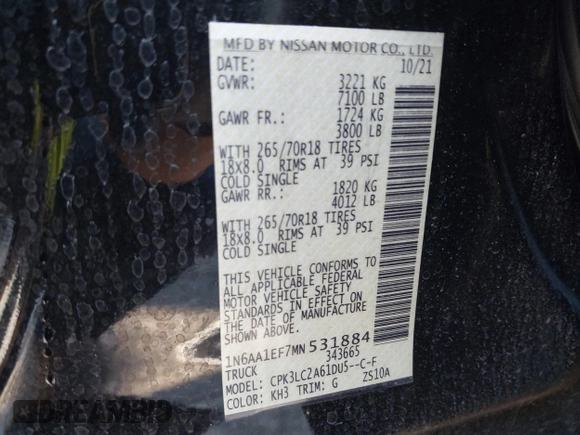 MFD BY NISSAN MOTOR CO., LTD.
DATE: 10/21
GVWR: 3221 KG
7100 LB
GAWR FR.: 1724 KG
3800 LB
WITH 265/70R18 TIRES
18x8.0 RIMS AT 39 PSI
COLD SINGLE
GAWR RR.: 1820 KG
4012 LB
WITH 265/70R18 TIRES
18x8.0 RIMS AT 39 PSI
COLD SINGLE
THIS VEHICLE CONFORMS TO
ALL APPLICABLE FEDERAL
MOTOR VEHICLE SAFETY
STANDARDS IN EFFECT ON
THE DATE OF MANUFACTURE
SHOWN ABOVE.
1N6AA1EF7MN531884
TRUCK 343665
MODEL: CPK3LC2A61DU5--C-F
COLOR: KH3 TRIM: G ZS10A
DREAMBID